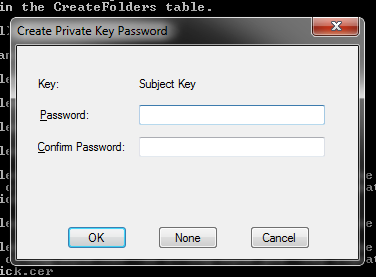 in the CreateFolders table.
Create Private Key Password
Key: Subject Key
Password:
Confirm Password:
OK None Cancel
ick.cer